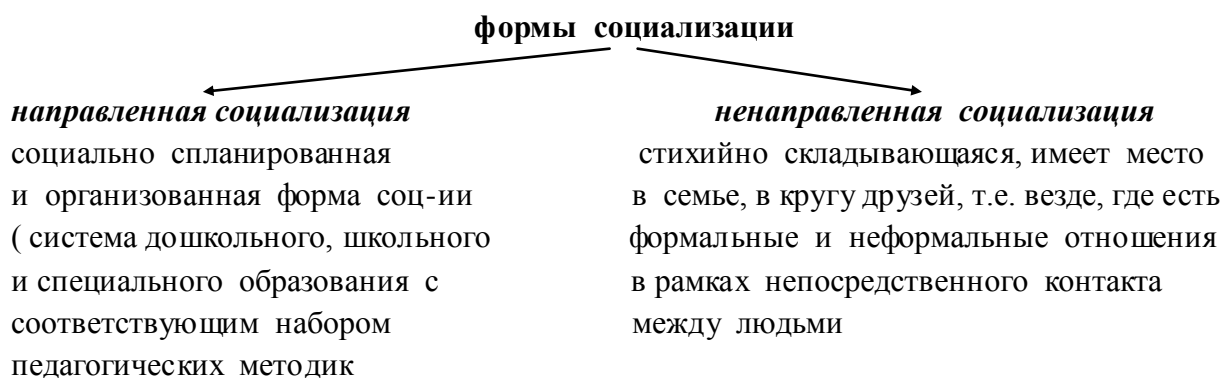 формы социализации
направленная социализация
социально спланированная
и организованная форма соц-ии
( система дошкольного, школьного
и специального образования с
соответствующим набором
педагогических методик
ненаправленная социализация
стихийно складывающаяся, имеет место
в семье, в кругу друзей, т.е. везде, где есть
формальные и неформальные отношения
в рамках непосредственного контакта
между людьми